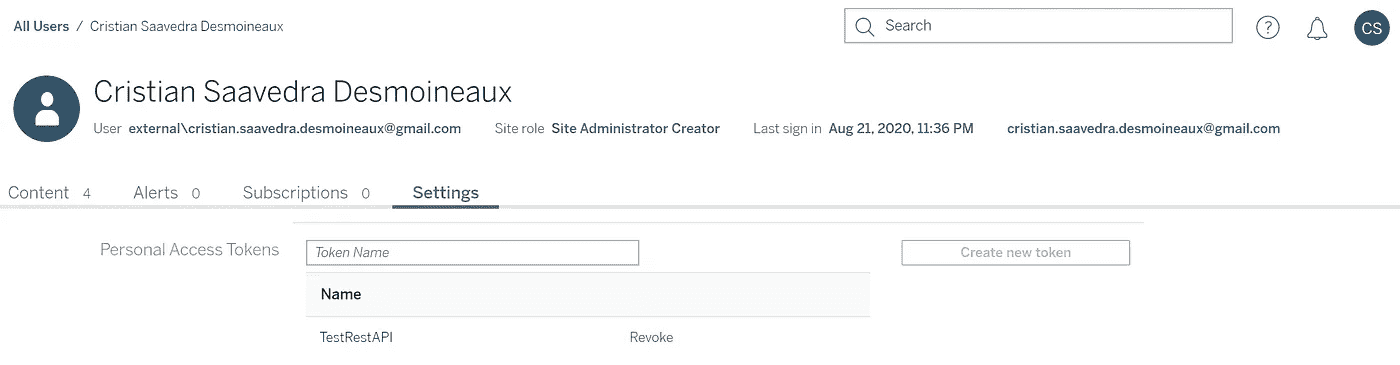 All Users / Cristian Saavedra Desmoineaux
Search
?
CS
Cristian Saavedra Desmoineaux
User external\cristian.saavedra.desmoineaux@gmail.com Site role Site Administrator Creator Last sign in Aug 21, 2020, 11:36 PM cristian.saavedra.desmoineaux@gmail.com
Content 4 Alerts 0 Subscriptions 0 Settings
Personal Access Tokens Token Name Create new token
Name
TestRestAPI Revoke